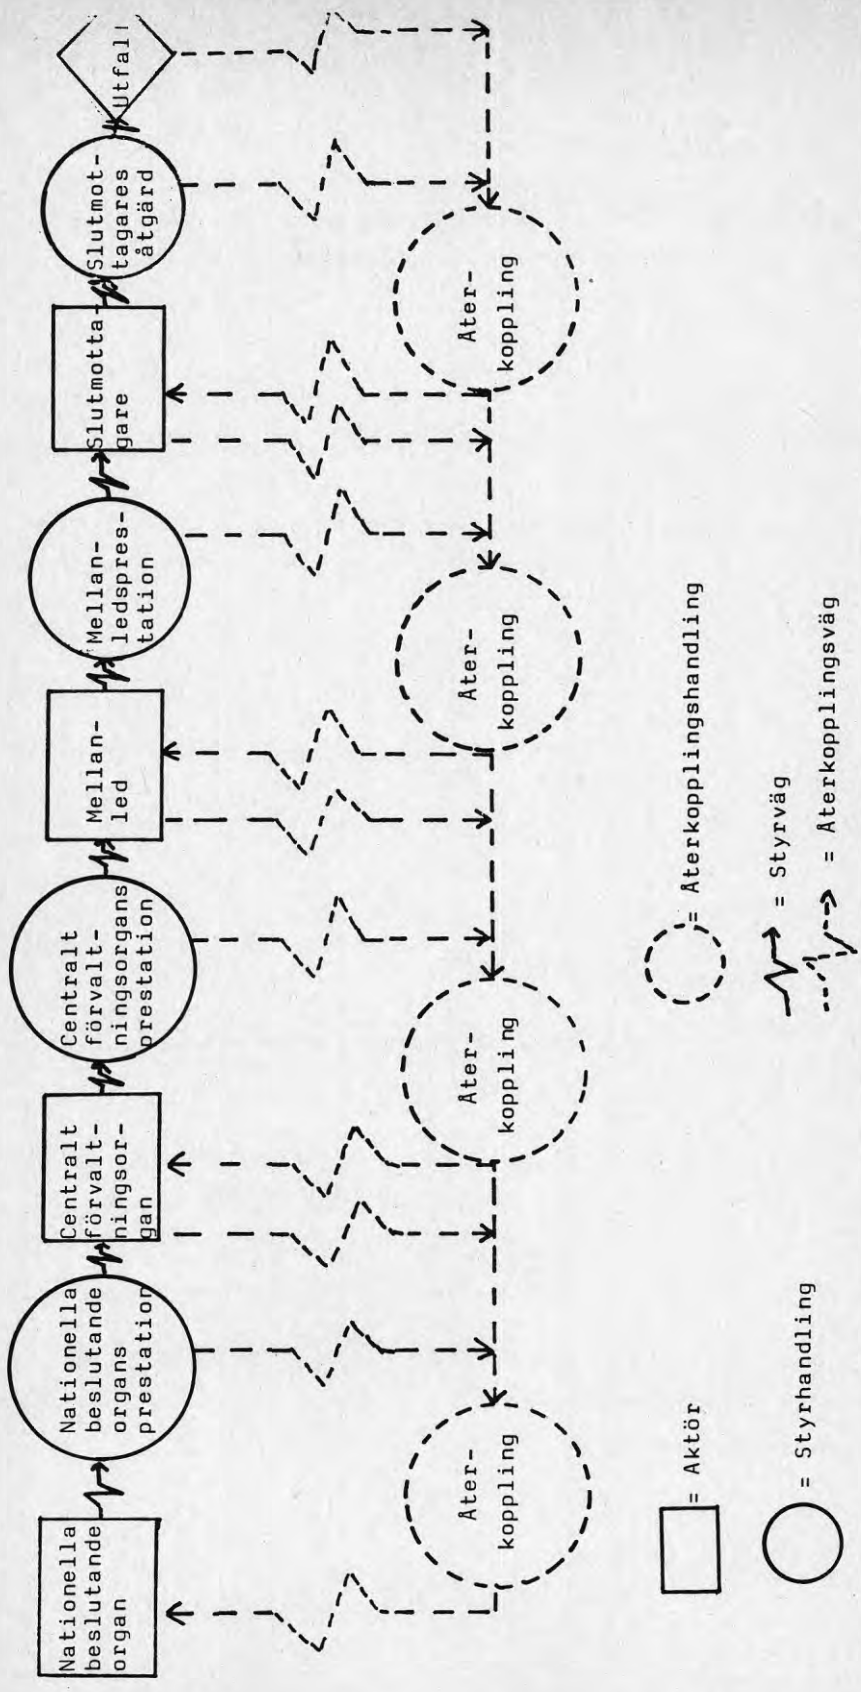 Nationella
beslutande
organ
Nationella
beslutande
organs
prestation
Centralt
förvalt-
ningsor-
gan
Centralt
förvalt-
ningsorgans
prestation
Mellan-
led
Mellan-
ledspres-
tation
Slutmotta-
gare
Slutmot-
tagares
åtgärd
Utfall
Åter-
koppling
Åter-
koppling
Åter-
koppling
Åter-
koppling
= Aktör
= Återkopplingshandling
= Styrhandling
= Styrväg
= Återkopplingsväg